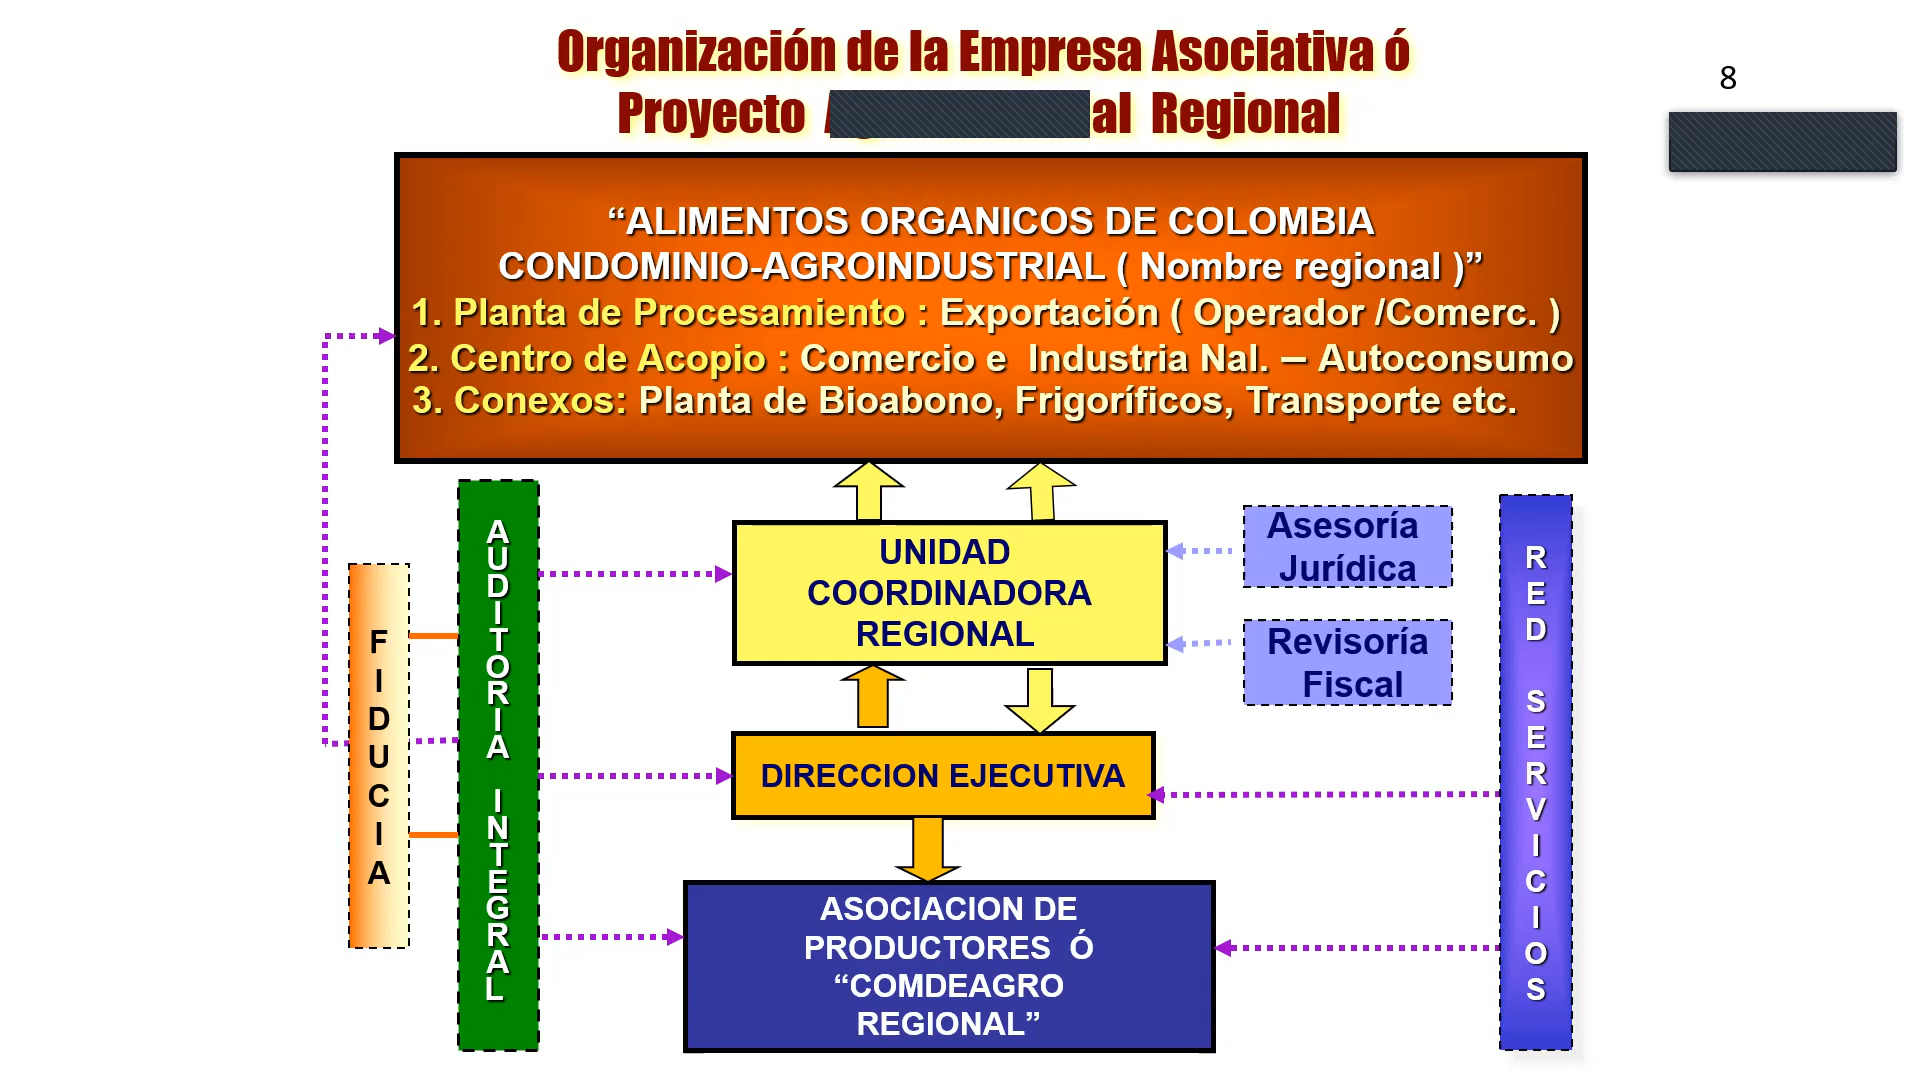 Organización de la Empresa Asociativa ó
Proyecto al Regional
8
“ALIMENTOS ORGANICOS DE COLOMBIA
CONDOMINIO-AGROINDUSTRIAL ( Nombre regional )”
1. Planta de Procesamiento : Exportación ( Operador /Comerc. )
2. Centro de Acopio : Comercio e Industria Nal. – Autoconsumo
3. Conexos: Planta de Bioabono, Frigoríficos, Transporte etc.
FIDUCIA
AUDITORIA INTEGRAL
UNIDAD
COORDINADORA
REGIONAL
Asesoría
Jurídica
Revisoría
Fiscal
DIRECCION EJECUTIVA
ASOCIACION DE
PRODUCTORES Ó
“COMDEAGRO
REGIONAL”
RED SERVICIOS